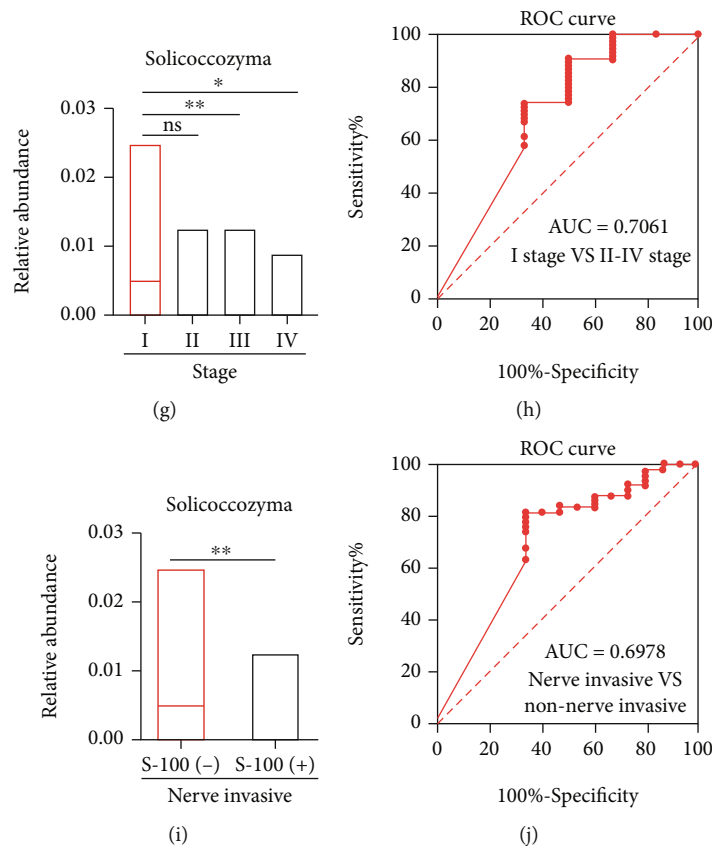 Solicoccozyma
*
**
ns
Relative abundance
0.03
0.02
0.01
0.00
I II III IV
Stage
(g)
ROC curve
Sensitivity%
100
80
60
40
20
0
AUC = 0.7061
I stage VS II-IV stage
0 20 40 60 80 100
100%-Specificity
(h)
Solicoccozyma
**
Relative abundance
0.03
0.02
0.01
0.00
S-100 (–) S-100 (+)
Nerve invasive
(i)
ROC curve
Sensitivity%
100
80
60
40
20
0
AUC = 0.6978
Nerve invasive VS
non-nerve invasive
0 20 40 60 80 100
100%-Specificity
(j)